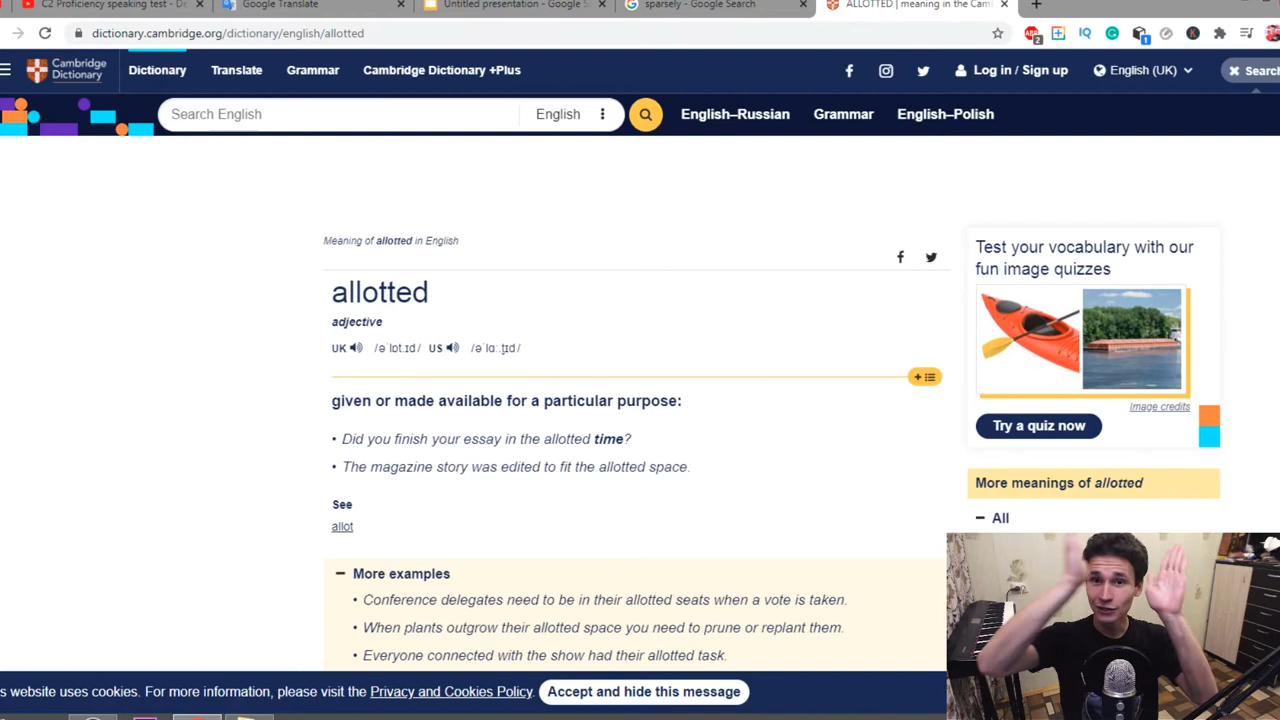 C2 Proficiency speaking test - De
Google Translate
Untitled presentation - Google S
sparsely - Google Search
ALLOTTED | meaning in the Cam
dictionary.cambridge.org/dictionary/english/allotted
Cambridge
Dictionary
Dictionary
Translate
Grammar
Cambridge Dictionary +Plus
Log in / Sign up
English (UK)
Search
Search English
English
English–Russian
Grammar
English–Polish
Meaning of allotted in English
allotted
adjective
UK /əˈlɒt.ɪd/ US /əˈlɑː.t̬ɪd/
given or made available for a particular purpose:
• Did you finish your essay in the allotted time?
• The magazine story was edited to fit the allotted space.
See
allot
More examples
• Conference delegates need to be in their allotted seats when a vote is taken.
• When plants outgrow their allotted space you need to prune or replant them.
• Everyone connected with the show had their allotted task.
Test your vocabulary with our
fun image quizzes
Image credits
Try a quiz now
More meanings of allotted
All
s website uses cookies. For more information, please visit the Privacy and Cookies Policy.
Accept and hide this message